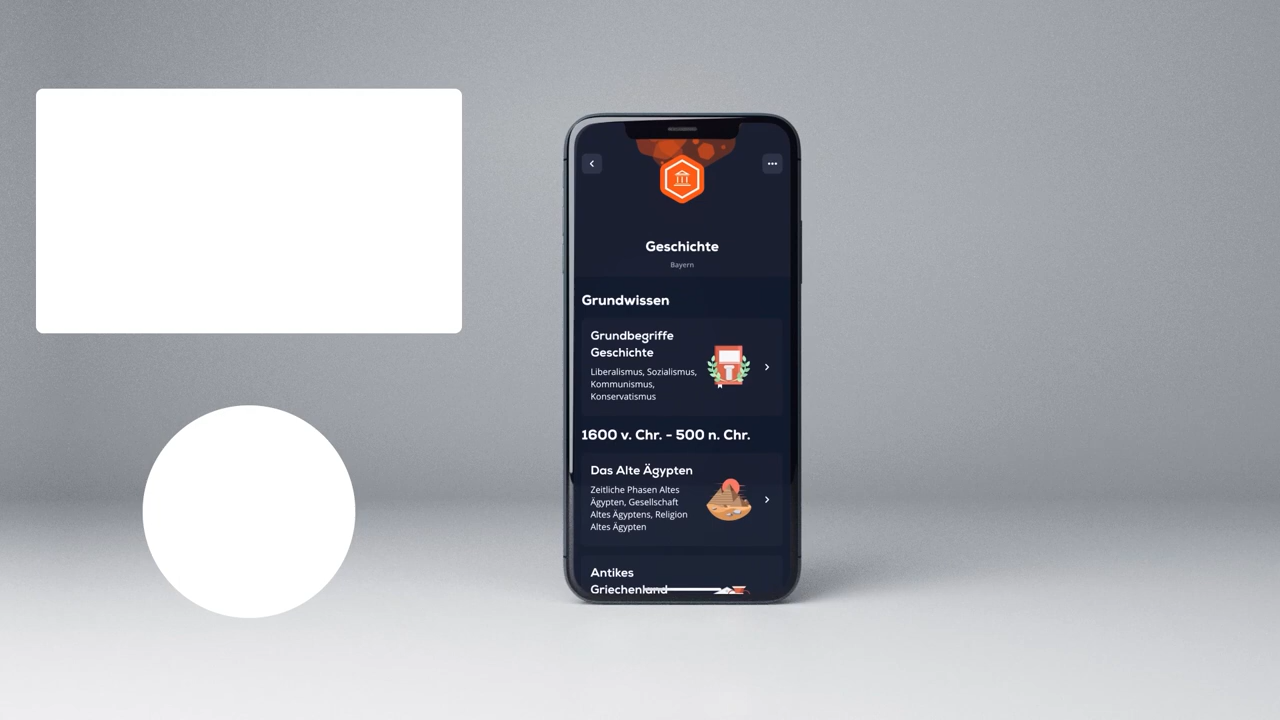 Geschichte
Bayern
Grundwissen
Grundbegriffe
Geschichte
Liberalismus, Sozialismus,
Kommunismus,
Konservatismus
1600 v. Chr. - 500 n. Chr.
Das Alte Ägypten
Zeitliche Phasen Altes
Ägypten, Gesellschaft
Altes Ägyptens, Religion
Altes Ägypten
Antikes
Griechenland